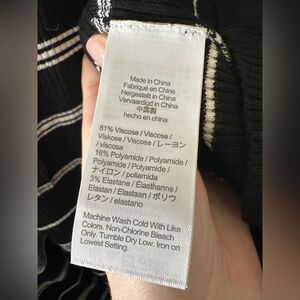 Made in China
Fabriqué en Chine
Hergestellt in China
Vervaardigd in China
中国製
hecho en china
81% Viscose / Viscose /
Viskose / Viscose / レーヨン
/ viscosa
16% Polyamide / Polyamide /
Polyamide / Polyamide /
ナイロン / poliamida
3% Elastane / Élasthanne /
Elastan / Elastaan / ポリウ
レタン / elastano
Machine Wash Cold With Like
Colors. Non-Chlorine Bleach
Only. Tumble Dry Low. Iron on
Lowest Setting.